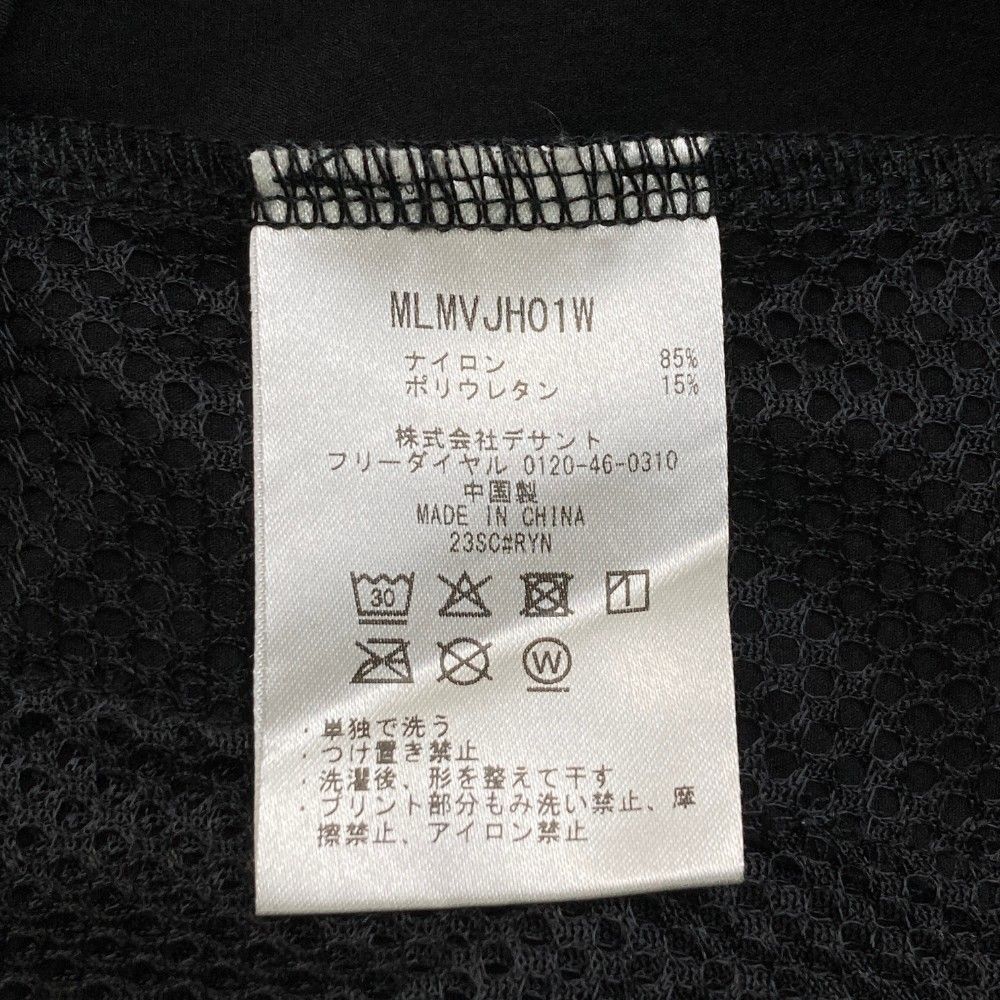 MLMVJH01W
ナイロン 85%
ポリウレタン 15%
株式会社デサント
フリーダイヤル 0120-46-0310
中国製
MADE IN CHINA
23SC#RYN
30
W
・単独で洗う
・つけ置き禁止
・洗濯後、形を整えて干す
・プリント部分もみ洗い禁止、摩
擦禁止、アイロン禁止